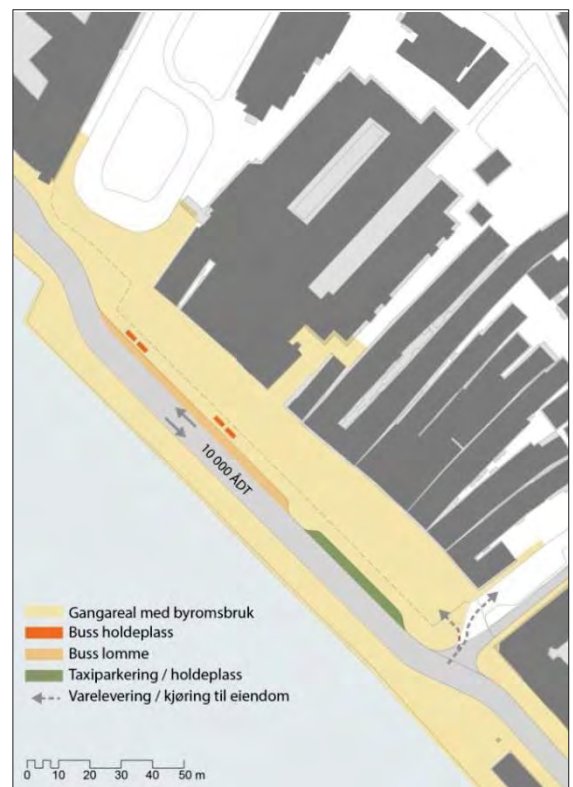 10 000 ÅDT
Gangareal med byromsbruk
Buss holdeplass
Buss lomme
Taxiparkering / holdeplass
Varelevering / kjøring til eiendom
0 10 20 30 40 50 m